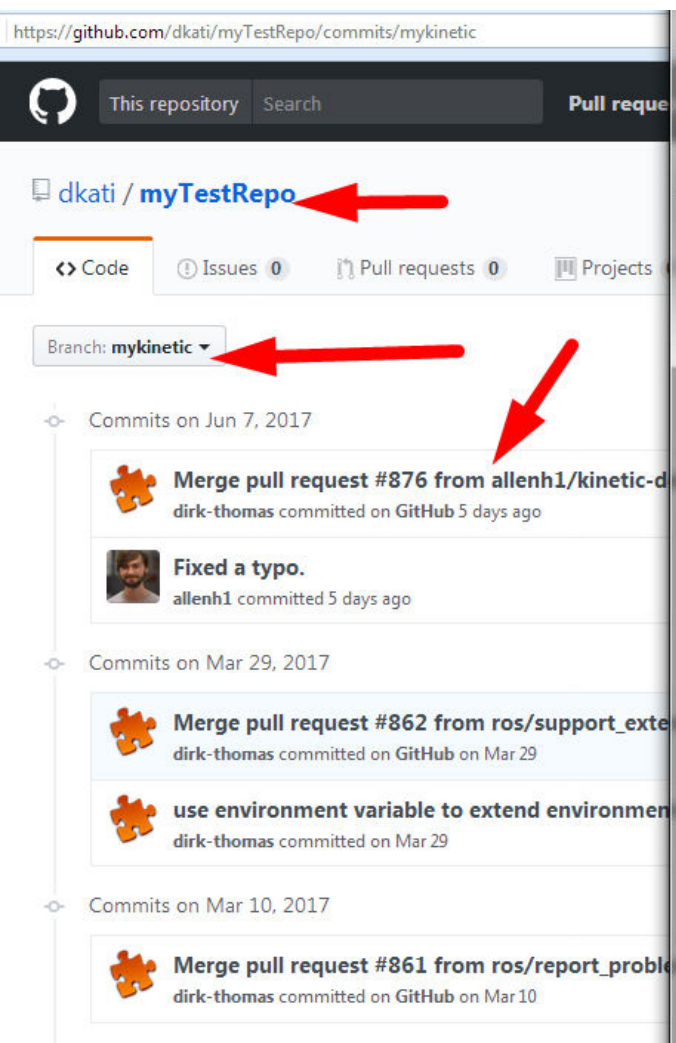 https://github.com/dkati/myTestRepo/commits/mykinetic
This repository Search
dkati / myTestRepo
Code Issues 0 Pull requests 0 Projects
Branch: mykinetic
Commits on Jun 7, 2017
Merge pull request #876 from allenh1/kinetic-d
dirk-thomas committed on GitHub 5 days ago
Fixed a typo.
allenh1 committed 5 days ago
Commits on Mar 29, 2017
Merge pull request #862 from ros/support_exte
dirk-thomas committed on GitHub on Mar 29
use environment variable to extend environmen
dirk-thomas committed on Mar 29
Commits on Mar 10, 2017
Merge pull request #861 from ros/report_proble
dirk-thomas committed on GitHub on Mar 10